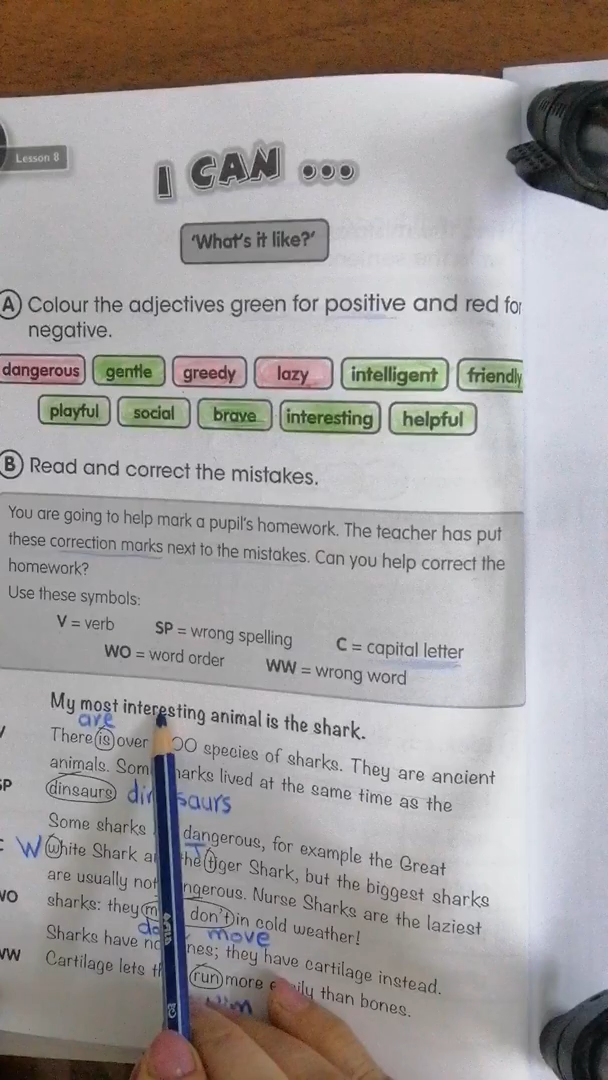 Lesson 8
I CAN ...
'What's it like?'
A Colour the adjectives green for positive and red for
negative.
dangerous gentle greedy lazy intelligent friendly
playful social brave interesting helpful
B Read and correct the mistakes.
You are going to help mark a pupil's homework. The teacher has put
these correction marks next to the mistakes. Can you help correct the
homework?
Use these symbols:
V = verb SP = wrong spelling C = capital letter
WO = word order WW = wrong word
My most interesting animal is the shark.
are
There is over species of sharks. They are ancient
SP animals. Some sharks lived at the same time as the
dinsaurs
Some sharks dangerous, for example the Great
W T
white Shark the tiger Shark, but the biggest sharks
WO are usually not dangerous. Nurse Sharks are the laziest
sharks: they don't in cold weather!
move
WW Sharks have bones; they have cartilage instead.
Cartilage lets run more easily than bones.